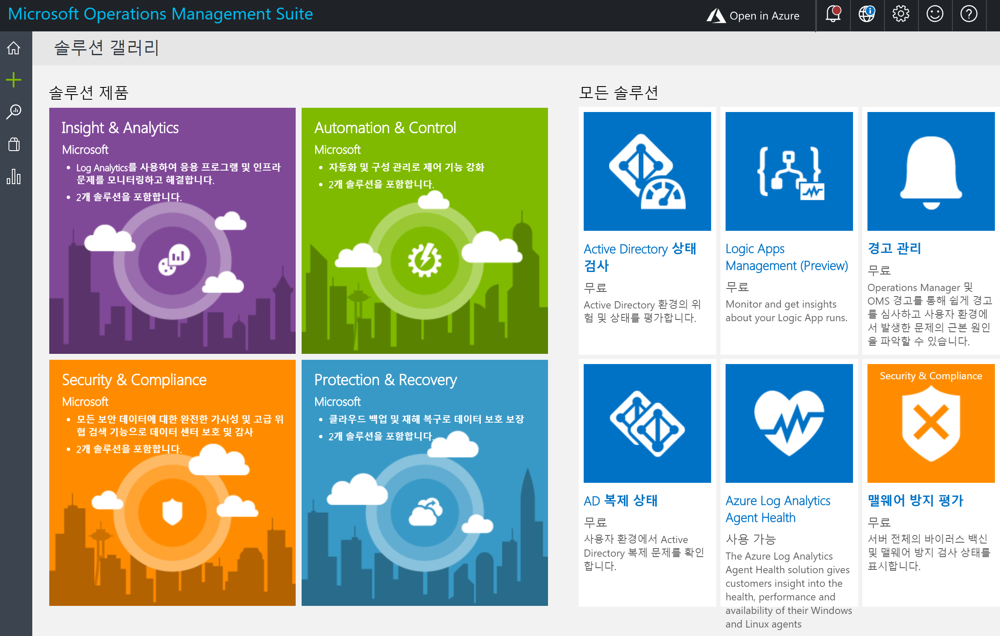 Microsoft Operations Management Suite
Open in Azure
솔루션 갤러리
솔루션 제품
Insight & Analytics
Microsoft
• Log Analytics를 사용하여 응용 프로그램 및 인프라
문제를 모니터링하고 해결합니다.
• 2개 솔루션을 포함합니다.
Automation & Control
Microsoft
• 자동화 및 구성 관리로 제어 기능 강화
• 2개 솔루션을 포함합니다.
Security & Compliance
Microsoft
• 모든 보안 데이터에 대한 완전한 가시성 및 고급 위
협 검색 기능으로 데이터 센터 보호 및 감사
• 2개 솔루션을 포함합니다.
Protection & Recovery
Microsoft
• 클라우드 백업 및 재해 복구로 데이터 보호 보장
• 2개 솔루션을 포함합니다.
모든 솔루션
Active Directory 상태
검사
무료
Active Directory 환경의 위
험 및 상태를 평가합니다.
Logic Apps
Management (Preview)
무료
Monitor and get insights
about your Logic App runs.
경고 관리
무료
Operations Manager 및
OMS 경고를 통해 쉽게 경고
를 심사하고 사용자 환경에
서 발생한 문제의 근본 원인
을 파악할 수 있습니다.
AD 복제 상태
무료
사용자 환경에서 Active
Directory 복제 문제를 확인
합니다.
Azure Log Analytics
Agent Health
사용 가능
The Azure Log Analytics
Agent Health solution gives
customers insight into the
health, performance and
availability of their Windows
and Linux agents
Security & Compliance
맬웨어 방지 평가
무료
서버 전체의 바이러스 백신
및 맬웨어 방지 검사 상태를
표시합니다.